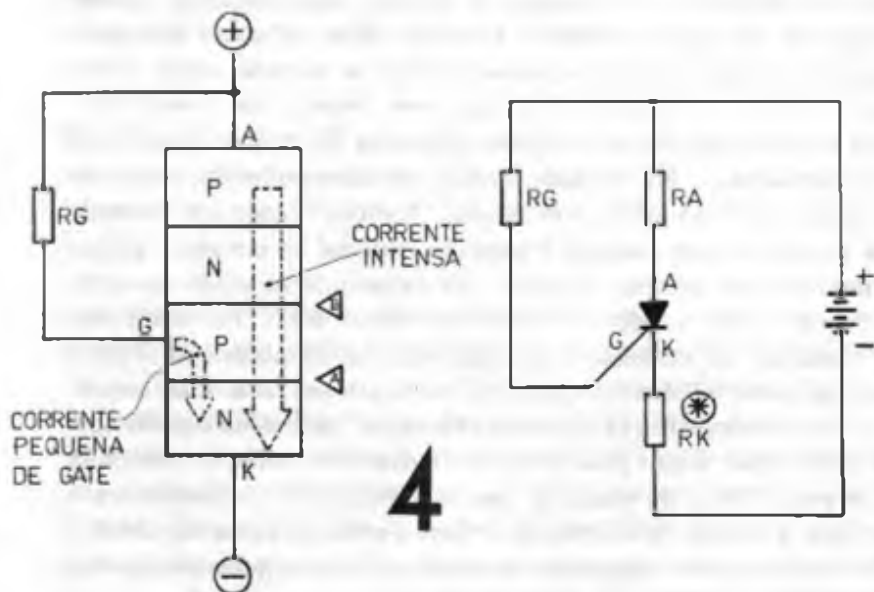 +
A
P
RG
N
CORRENTE
INTENSA
B
G
P
A
N
CORRENTE
PEQUENA
DE GATE
K
−
4
RG
RA
A
G
K
RK
*
+
−